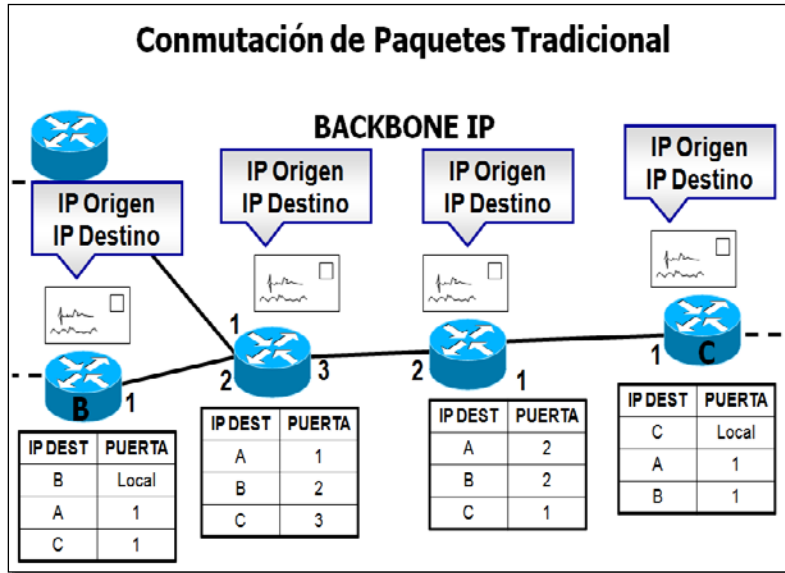 Conmutación de Paquetes Tradicional
BACKBONE IP
IP Origen
IP Destino
IP Origen
IP Destino
IP Origen
IP Destino
IP Origen
IP Destino
B
1
1
2
3
2
1
1
C
IP DEST PUERTA
B Local
A 1
C 1
IP DEST PUERTA
A 1
B 2
C 3
IP DEST PUERTA
A 2
B 2
C 1
IP DEST PUERTA
C Local
A 1
B 1